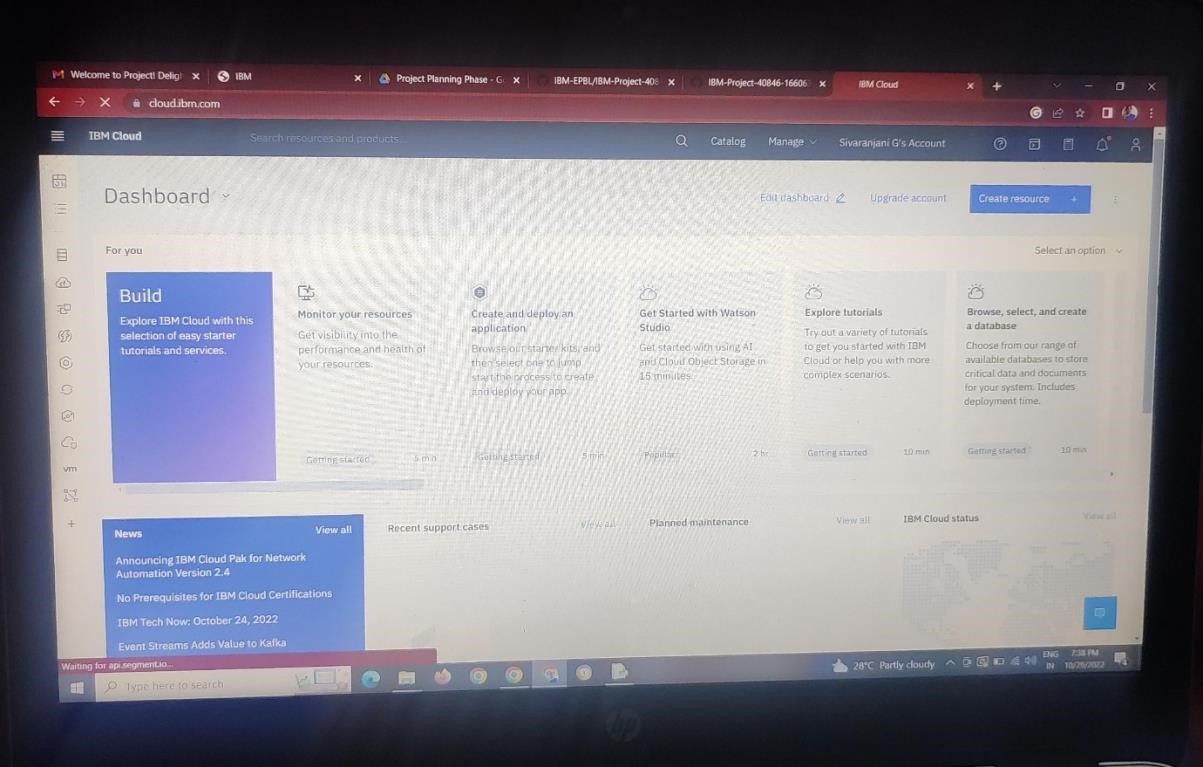 Welcome to Project! Deligh
IBM
Project Planning Phase - G
IBM-EPBL/IBM-Project-408
IBM-Project-40846-16606
IBM Cloud
cloud.ibm.com
IBM Cloud
Search resources and products...
Catalog
Manage
Sivaranjani G's Account
Dashboard
Edit dashboard
Upgrade account
Create resource +
For you
Select an option
Build
Explore IBM Cloud with this
selection of easy starter
tutorials and services.
Monitor your resources
Get visibility into the
performance and health of
your resources.
Getting started
5 min
Create and deploy an
application
Browse our starter kits, and
then select one to jump
start the process to create
and deploy your app.
Getting started
5 min
Get Started with Watson
Studio
Get started with using AI
and Cloud Object Storage in
15 minutes.
Popular
2 hr
Explore tutorials
Try out a variety of tutorials
to get you started with IBM
Cloud or help you with more
complex scenarios.
Getting started
10 min
Browse, select, and create
a database
Choose from our range of
available databases to store
critical data and documents
for your system. Includes
deployment time.
Getting started
10 min
vm
News
View all
Announcing IBM Cloud Pak for Network
Automation Version 2.4
No Prerequisites for IBM Cloud Certifications
IBM Tech Now: October 24, 2022
Event Streams Adds Value to Kafka
Recent support cases
View all
Planned maintenance
View all
IBM Cloud status
View all
Waiting for api.segment.io...
Type here to search
28°C Partly cloudy
ENG
IN
7:38 PM
10/29/2022
hp